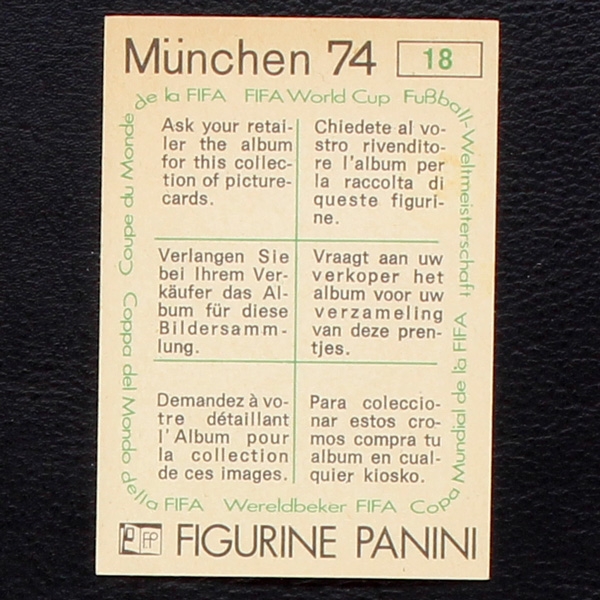 München 74 18
Coupe du Monde de la FIFA FIFA World Cup Fußball-Weltmeisterschaft
Ask your retai-
ler the album
for this collec-
tion of picture-
cards.
Chiedete al vo-
stro rivendito-
re l'album per
la raccolta di
queste figuri-
ne.
Verlangen Sie
bei Ihrem Ver-
käufer das Al-
bum für diese
Bildersamm-
lung.
Vraagt aan uw
verkoper het
album voor uw
verzameling
van deze pren-
tjes.
Demandez à vo-
tre détaillant
l'Album pour
la collection
de ces images.
Para coleccio-
nar estos cro-
mos compra tu
album en cual-
quier kiosko.
Coppa del Mondo della FIFA Wereldbeker FIFA Copa Mundial de la FIFA
FP FIGURINE PANINI